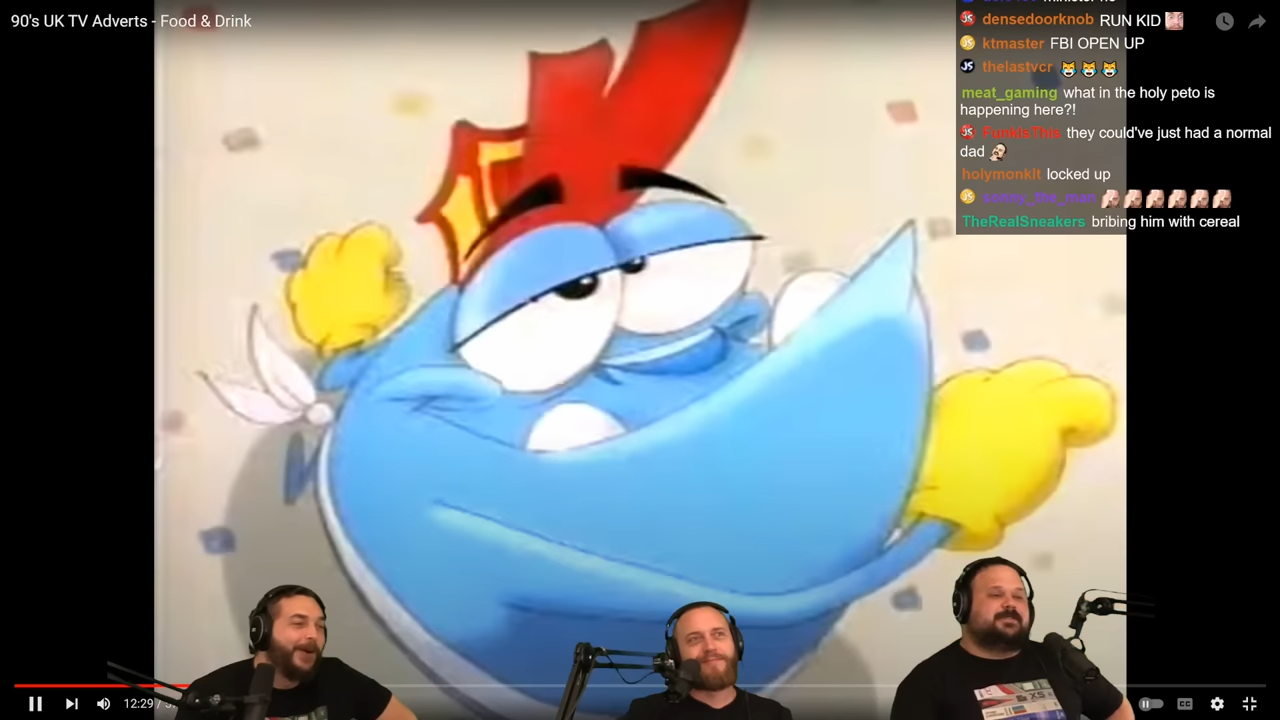 90's UK TV Adverts - Food & Drink
densedoorknob RUN KID
ktmaster FBI OPEN UP
thelastvcr
meat_gaming what in the holy peto is
happening here?!
FunkIsThis they could've just had a normal
dad
holymonkIt locked up
sonny_the_man
TheRealSneakers bribing him with cereal
12:29 /